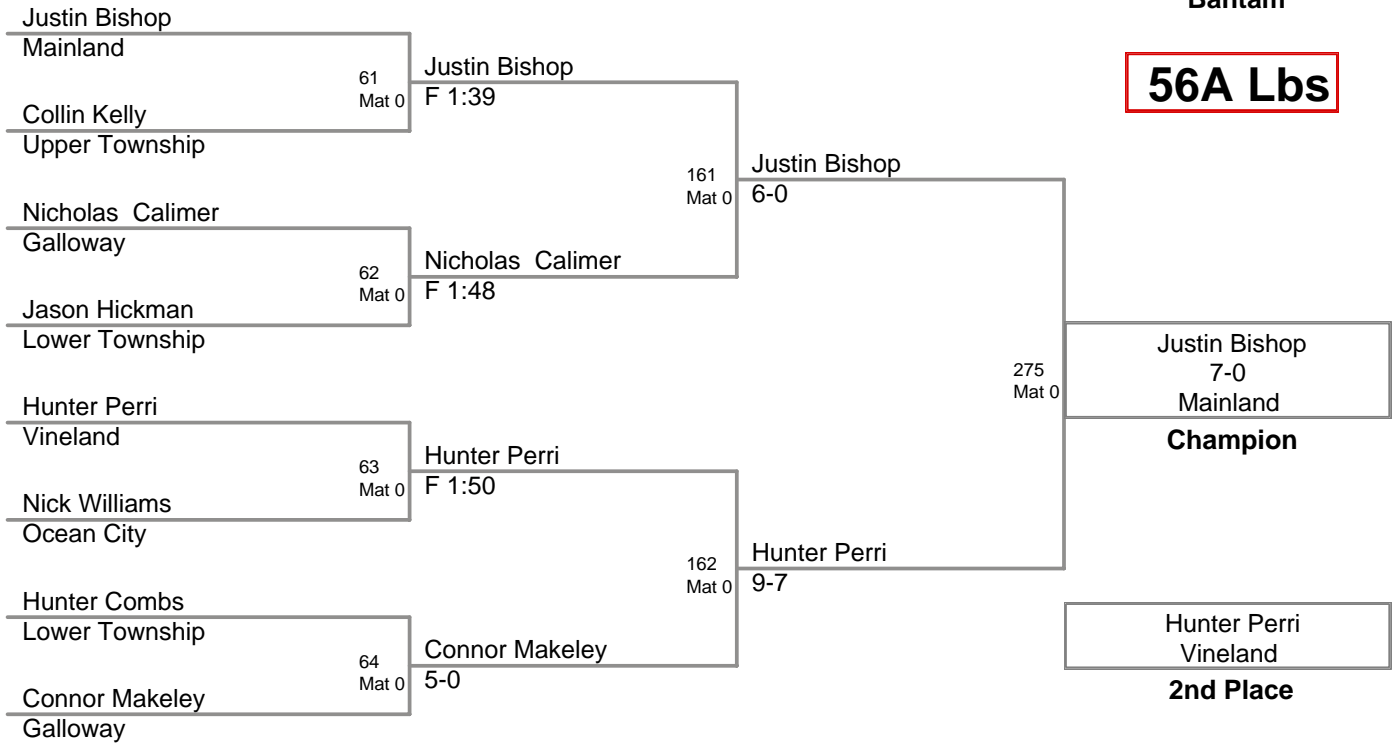 Bantam
56A Lbs
Justin Bishop
Mainland
61
Mat 0
Collin Kelly
Upper Township
Justin Bishop
F 1:39
Nicholas  Calimer
Galloway
62
Mat 0
Jason Hickman
Lower Township
Nicholas  Calimer
F 1:48
161
Mat 0
Justin Bishop
6-0
Hunter Perri
Vineland
63
Mat 0
Nick Williams
Ocean City
Hunter Perri
F 1:50
Hunter Combs
Lower Township
64
Mat 0
Connor Makeley
Galloway
Connor Makeley
5-0
162
Mat 0
Hunter Perri
9-7
275
Mat 0
Justin Bishop
7-0
Mainland
Champion
Hunter Perri
Vineland
2nd Place